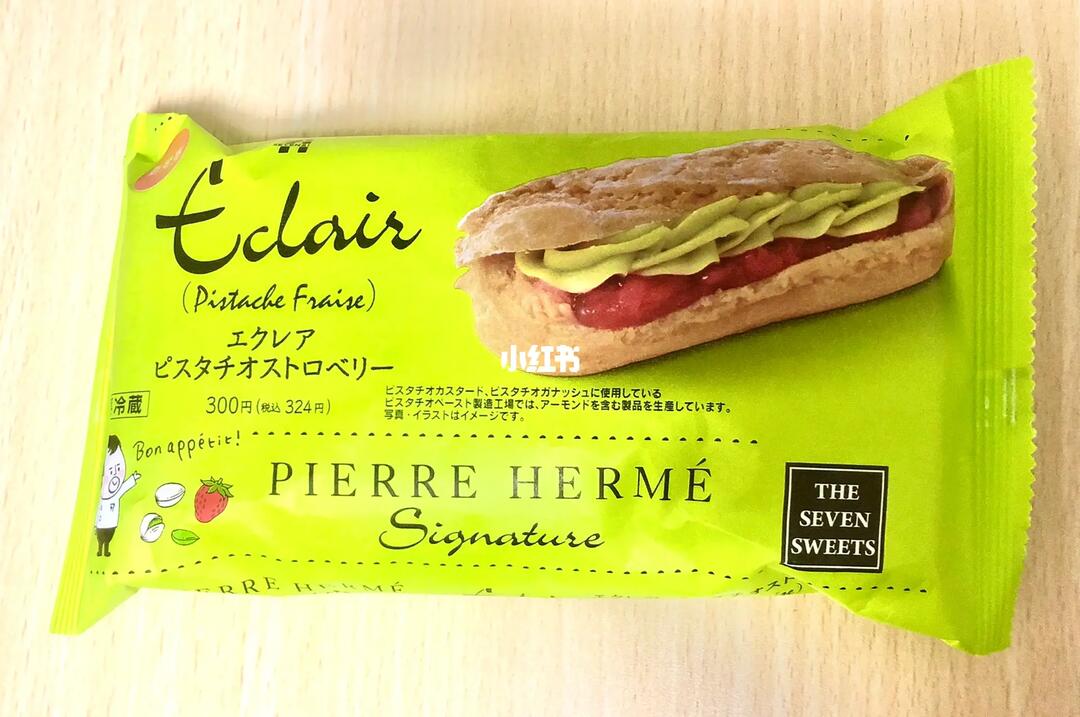 Éclair
(Pistache Fraise)
エクレア
ピスタチオストロベリー
冷蔵
300円(税込 324円)
ピスタチオカスタード、ピスタチオガナッシュに使用している
ピスタチオペースト製造工場では、アーモンドを含む製品を生産しています。
写真・イラストはイメージです。
小红书
Bon appétit!
PIERRE HERMÉ
Signature
THE
SEVEN
SWEETS
PIERRE HERMÉ